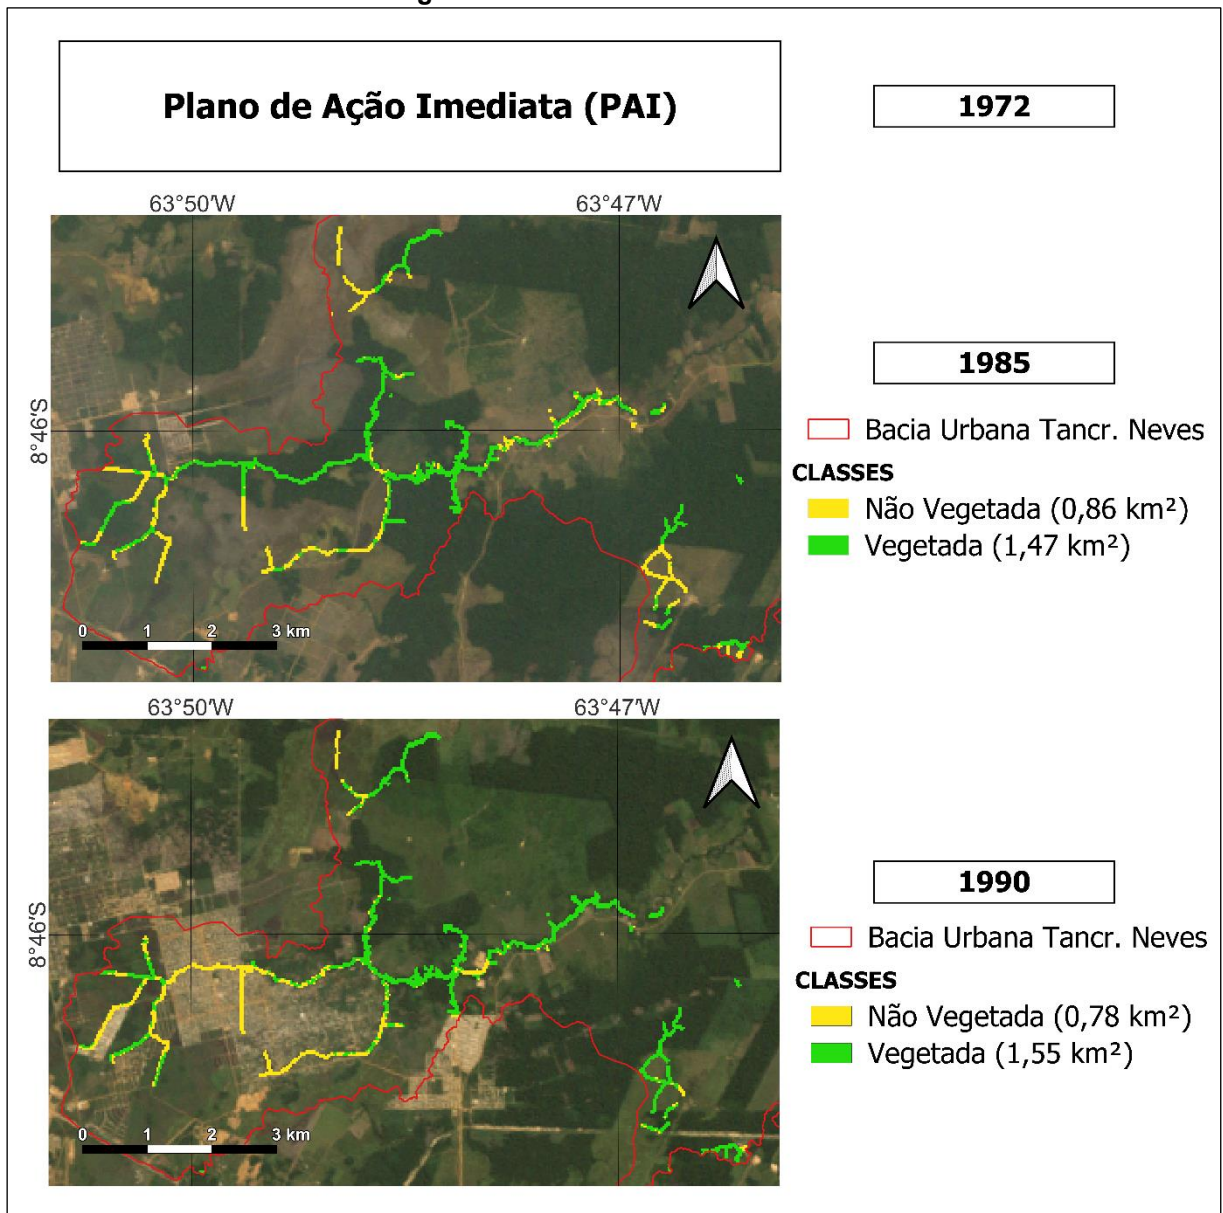 Plano de Ação Imediata (PAI)
1972
63°50'W
63°47'W
8°46'S
0 1 2 3 km
1985
Bacia Urbana Tancr. Neves
CLASSES
Não Vegetada (0,86 km²)
Vegetada (1,47 km²)
63°50'W
63°47'W
8°46'S
0 1 2 3 km
1990
Bacia Urbana Tancr. Neves
CLASSES
Não Vegetada (0,78 km²)
Vegetada (1,55 km²)